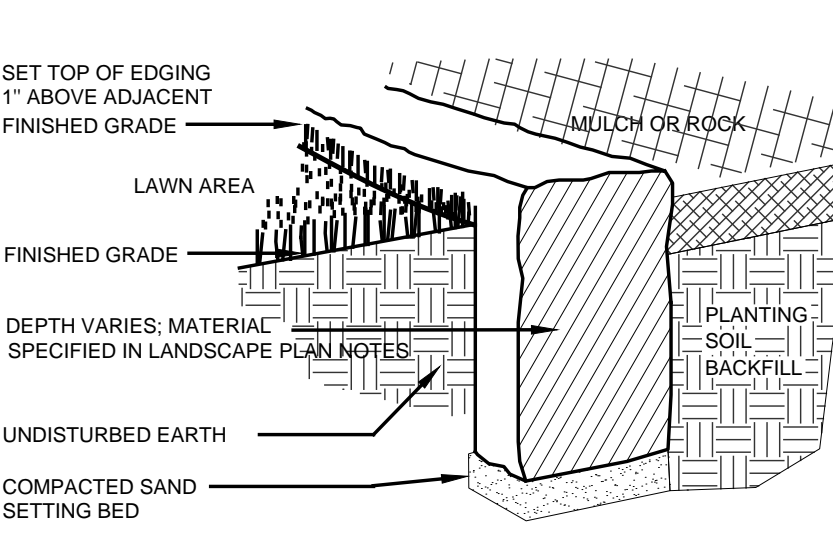 SET TOP OF EDGING
1" ABOVE ADJACENT
FINISHED GRADE
MULCH OR ROCK
LAWN AREA
FINISHED GRADE
DEPTH VARIES; MATERIAL
SPECIFIED IN LANDSCAPE PLAN NOTES
PLANTING
SOIL
BACKFILL
UNDISTURBED EARTH
COMPACTED SAND
SETTING BED